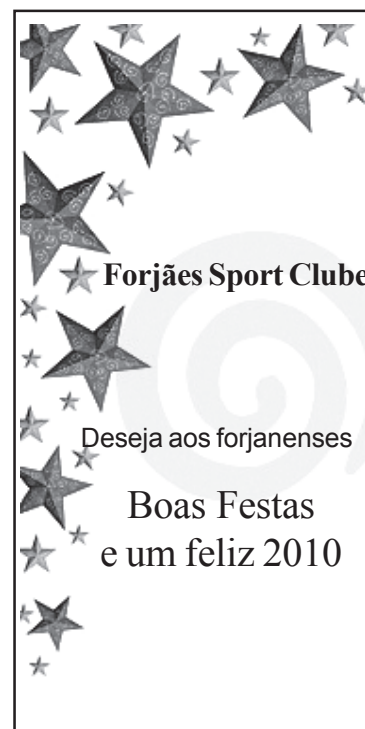 Forjães Sport Clube
Deseja aos forjanenses
Boas Festas
e um feliz 2010